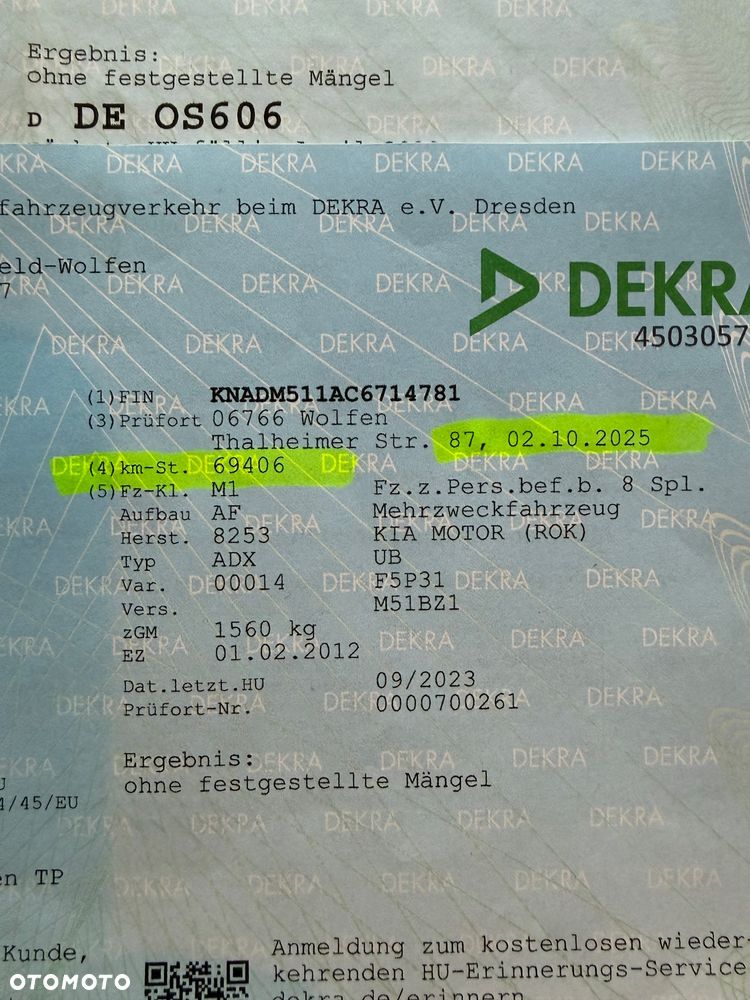 Ergebnis:
ohne festgestellte Mängel
D DE OS606
fahrzeugverkehr beim DEKRA e.V. Dresden
eld-Wolfen
7
DEKRA
4503057
(1) FIN KNADM511AC6714781
(3) Prüfort 06766 Wolfen
Thalheimer Str. 87, 02.10.2025
(4) km-St. 69406
(5) Fz-Kl. M1 Fz.z.Pers.bef.b. 8 Spl.
Aufbau AF Mehrzweckfahrzeug
Herst. 8253 KIA MOTOR (ROK)
Typ ADX UB
Var. 00014 F5P31
Vers. M51BZ1
zGM 1560 kg
EZ 01.02.2012
Dat.letzt.HU 09/2023
Prüfort-Nr. 0000700261
Ergebnis:
ohne festgestellte Mängel
U
4/45/EU
en TP
Kunde,
Anmeldung zum kostenlosen wieder-
kehrenden HU-Erinnerungs-Service
dekra.de/erinnern
OTOMOTO